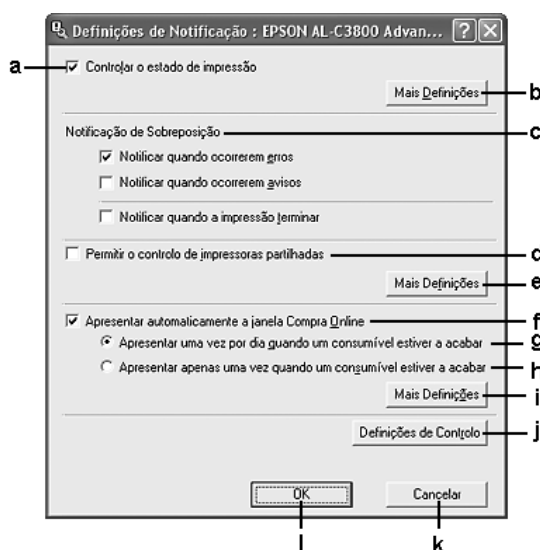 Definições de Notificação : EPSON AL-C3800 Advan...
a
Controlar o estado de impressão
Mais Definições
b
Notificação de Sobreposição
c
Notificar quando ocorrerem erros
Notificar quando ocorrerem avisos
Notificar quando a impressão terminar
Permitir o controlo de impressoras partilhadas
d
Mais Definições
e
Apresentar automaticamente a janela Compra Online
f
Apresentar uma vez por dia quando um consumível estiver a acabar
g
Apresentar apenas uma vez quando um consumível estiver a acabar
h
Mais Definições
i
Definições de Controlo
j
OK
Cancelar
l
k